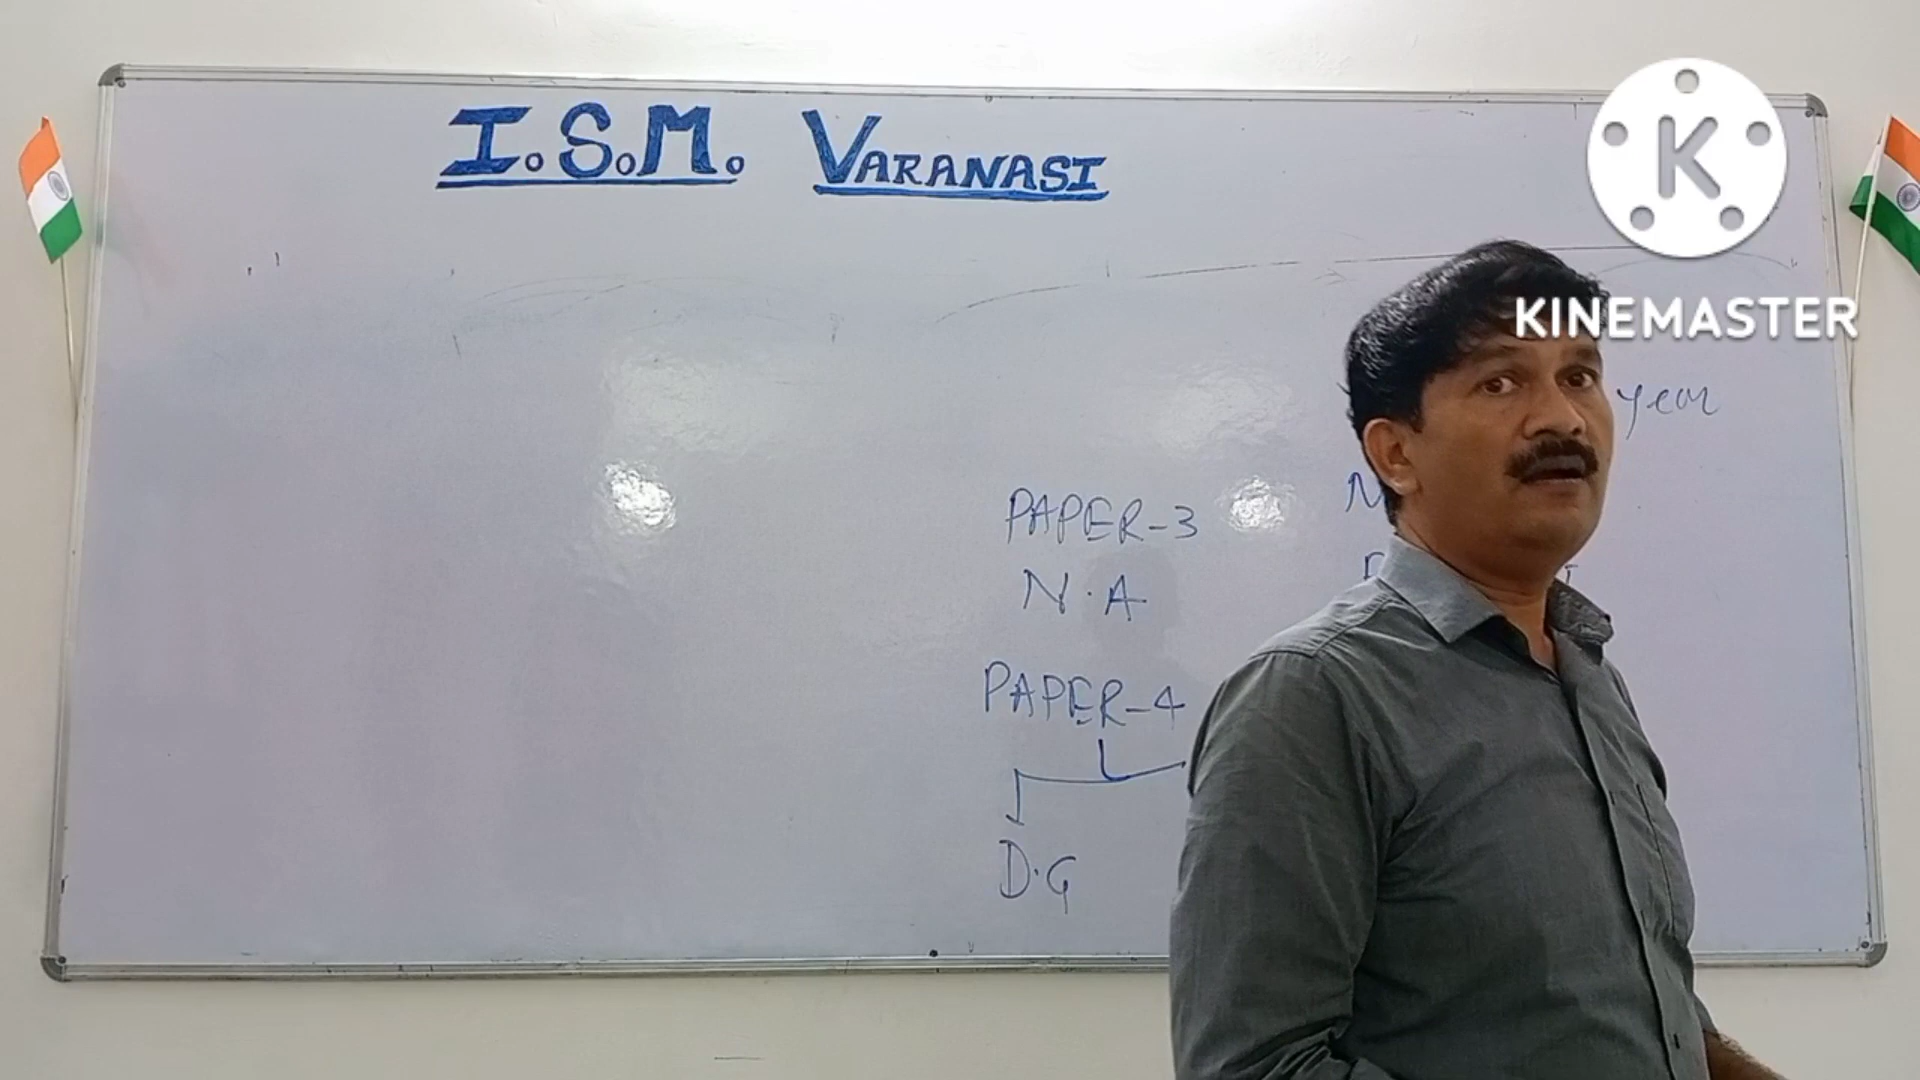 I.S.M. VARANASI
K
KINEMASTER
year
PAPER-3
N.A
PAPER-4
D.G